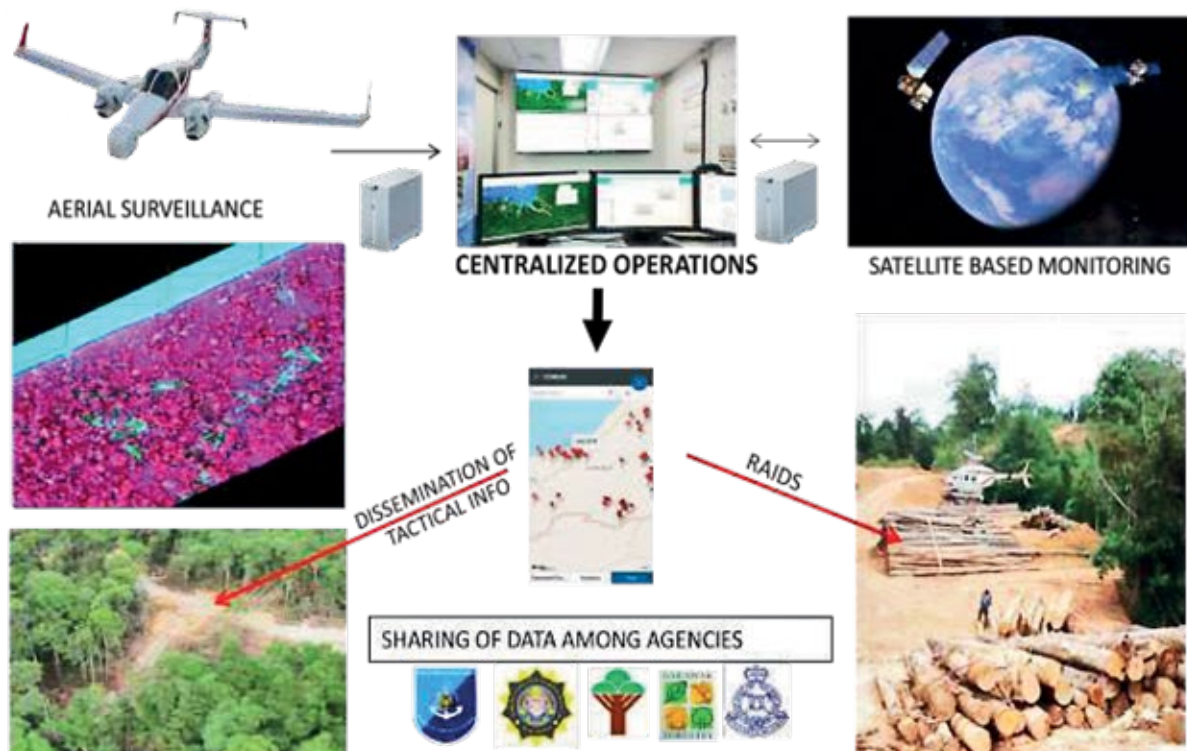 AERIAL SURVEILLANCE
CENTRALIZED OPERATIONS
SATELLITE BASED MONITORING
DISSEMINATION OF
TACTICAL INFO
RAIDS
SHARING OF DATA AMONG AGENCIES